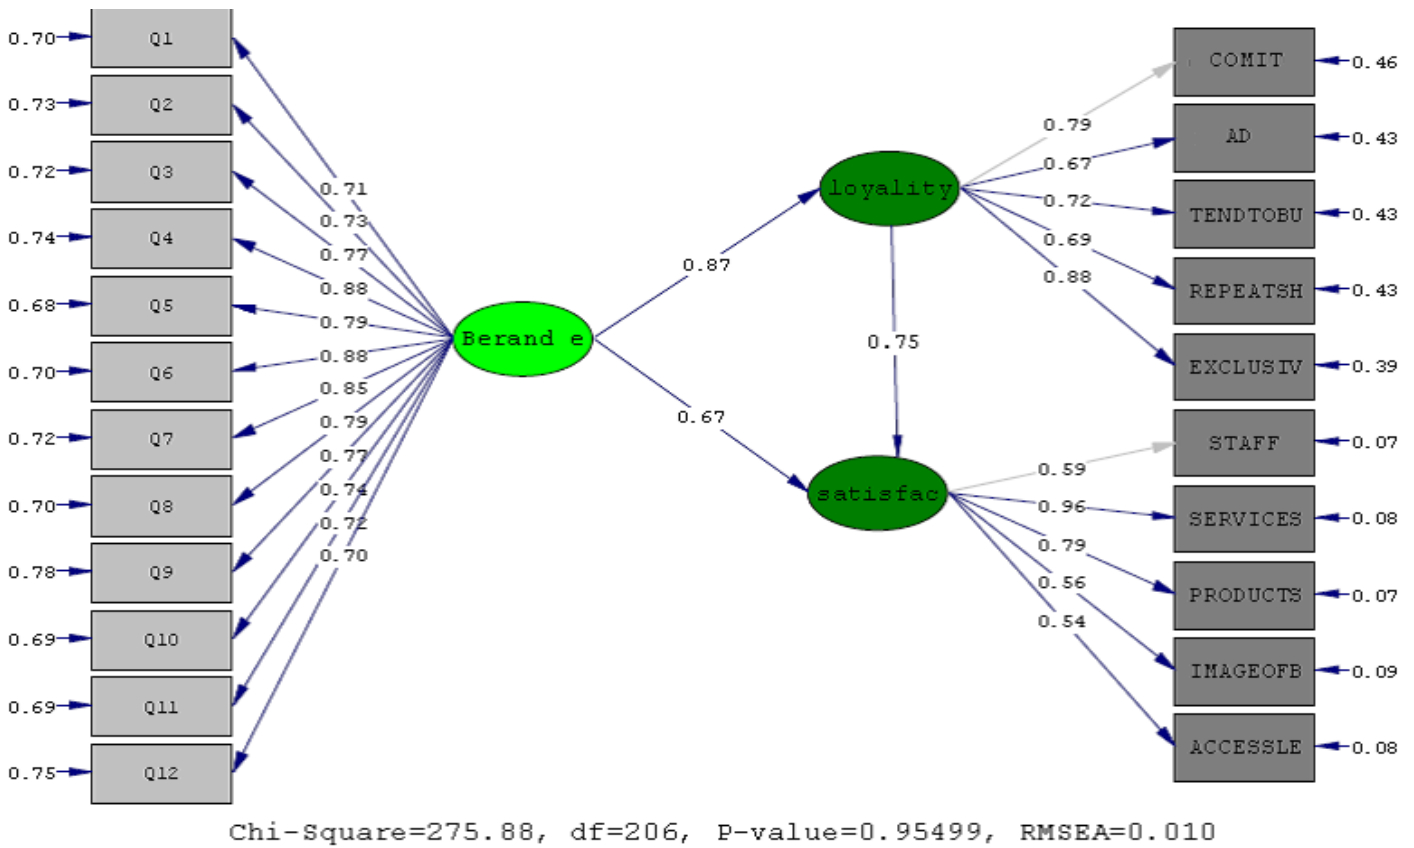 0.70 Q1
0.73 Q2
0.72 Q3
0.74 Q4
0.68 Q5
0.70 Q6
0.72 Q7
0.70 Q8
0.78 Q9
0.69 Q10
0.69 Q11
0.75 Q12
0.71
0.73
0.77
0.88
0.79
0.88
0.85
0.79
0.77
0.74
0.72
0.70
Berand e
0.87
0.67
loyality
0.75
satisfac
0.79
0.67
0.72
0.69
0.88
0.59
0.96
0.79
0.56
0.54
COMIT 0.46
AD 0.43
TENDTOBU 0.43
REPEATSH 0.43
EXCLUSIV 0.39
STAFF 0.07
SERVICES 0.08
PRODUCTS 0.07
IMAGEOFB 0.09
ACCESSLE 0.08
Chi-Square=275.88, df=206, P-value=0.95499, RMSEA=0.010